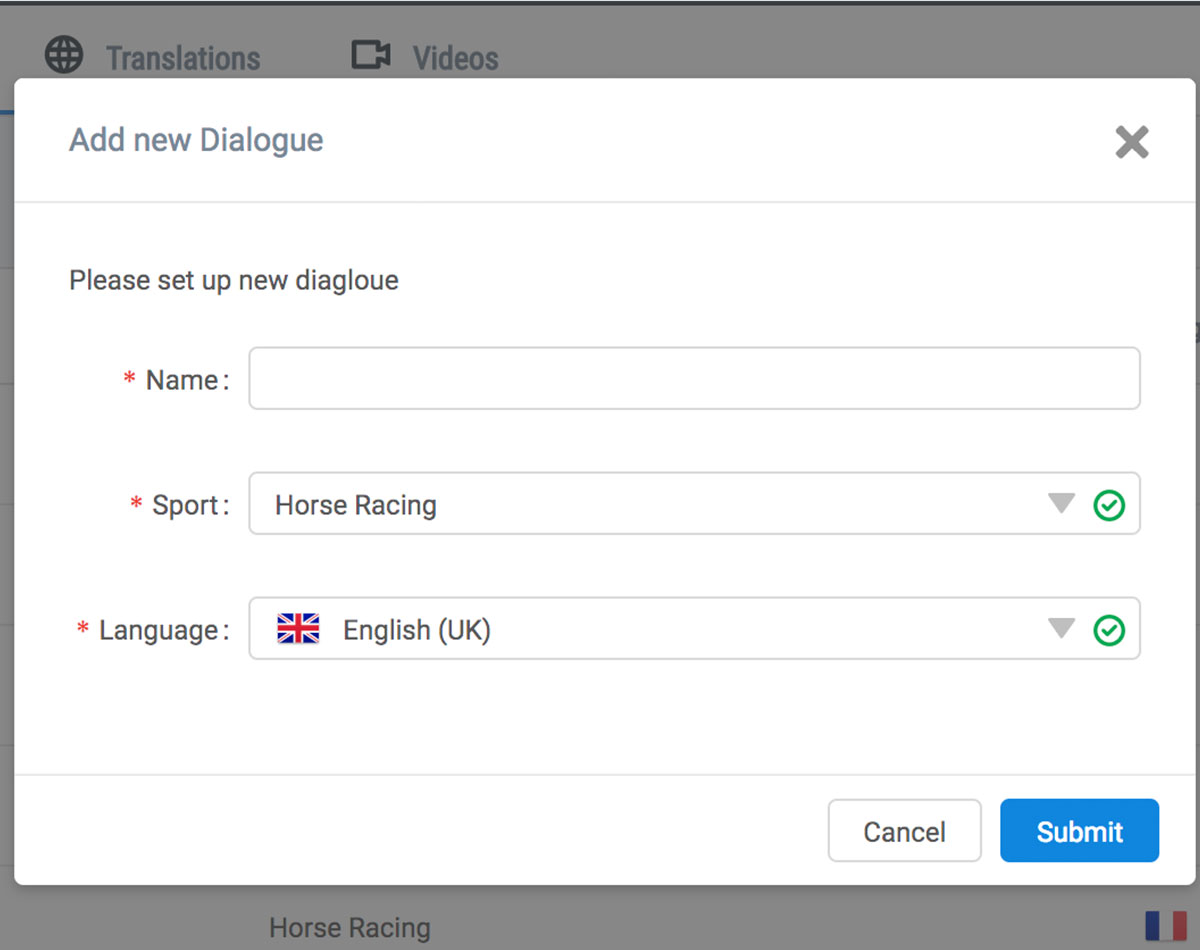 Translations Videos
Add new Dialogue
Please set up new diagloue
* Name:
* Sport: Horse Racing
* Language: English (UK)
Cancel Submit
Horse Racing